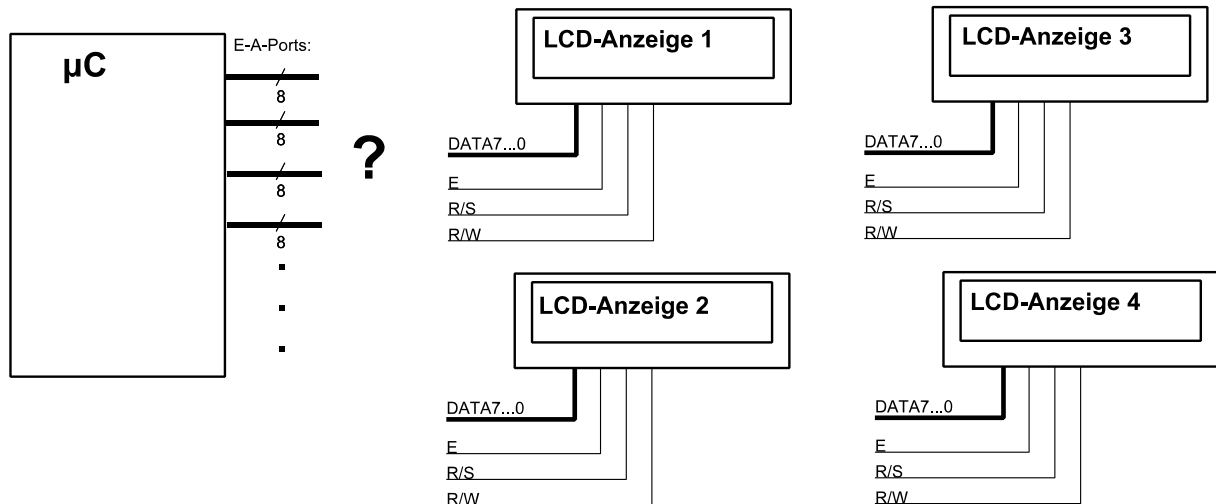 µC
E-A-Ports:
8
8
8
8
?
LCD-Anzeige 1
DATA7...0
E
R/S
R/W
LCD-Anzeige 3
DATA7...0
E
R/S
R/W
LCD-Anzeige 2
DATA7...0
E
R/S
R/W
LCD-Anzeige 4
DATA7...0
E
R/S
R/W